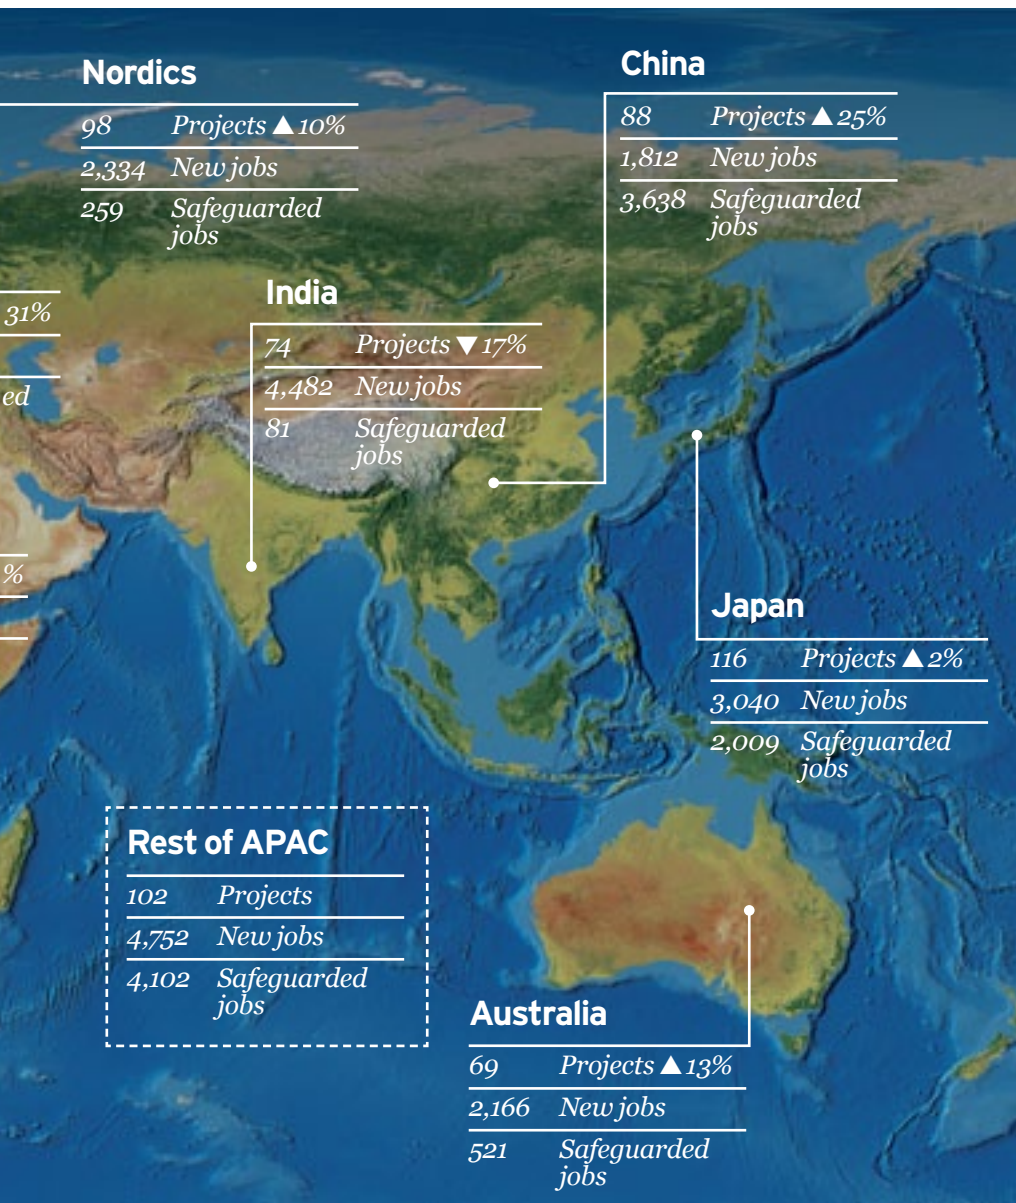 Nordics
98 Projects ▲ 10%
2,334 New jobs
259 Safeguarded
jobs
China
88 Projects ▲ 25%
1,812 New jobs
3,638 Safeguarded
jobs
31%
ed
%
India
74 Projects ▼ 17%
4,482 New jobs
81 Safeguarded
jobs
Japan
116 Projects ▲ 2%
3,040 New jobs
2,009 Safeguarded
jobs
Rest of APAC
102 Projects
4,752 New jobs
4,102 Safeguarded
jobs
Australia
69 Projects ▲ 13%
2,166 New jobs
521 Safeguarded
jobs